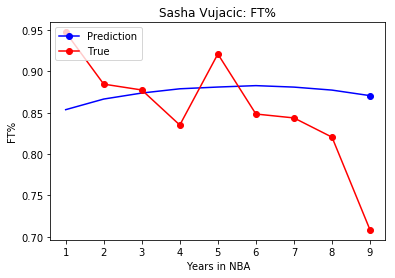 Sasha Vujacic: FT%
0.95
0.90
0.85
0.80
0.75
0.70
FT%
Prediction
True
1 2 3 4 5 6 7 8 9
Years in NBA